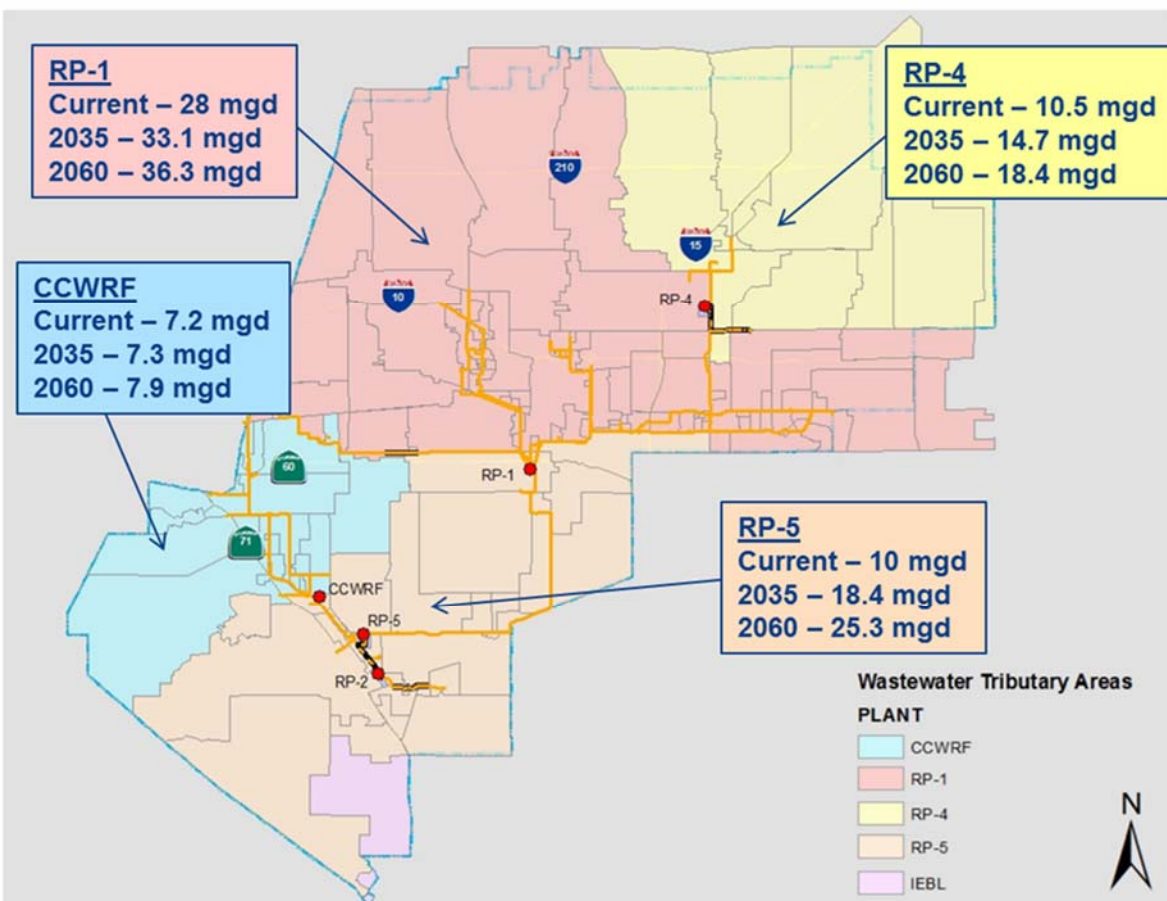 RP-1
Current – 28 mgd
2035 – 33.1 mgd
2060 – 36.3 mgd
RP-4
Current – 10.5 mgd
2035 – 14.7 mgd
2060 – 18.4 mgd
210
15
10
RP-4
CCWRF
Current – 7.2 mgd
2035 – 7.3 mgd
2060 – 7.9 mgd
60
RP-1
71
RP-5
Current – 10 mgd
2035 – 18.4 mgd
2060 – 25.3 mgd
CCWRF
RP-5
RP-2
Wastewater Tributary Areas
PLANT
CCWRF
RP-1
RP-4
RP-5
IEBL
N